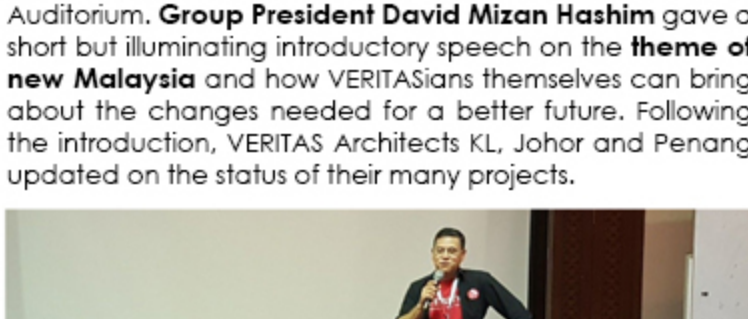 Auditorium. Group President David Mizan Hashim gave a
short but illuminating introductory speech on the theme of
new Malaysia and how VERITASians themselves can bring
about the changes needed for a better future. Following
the introduction, VERITAS Architects KL, Johor and Penang
updated on the status of their many projects.